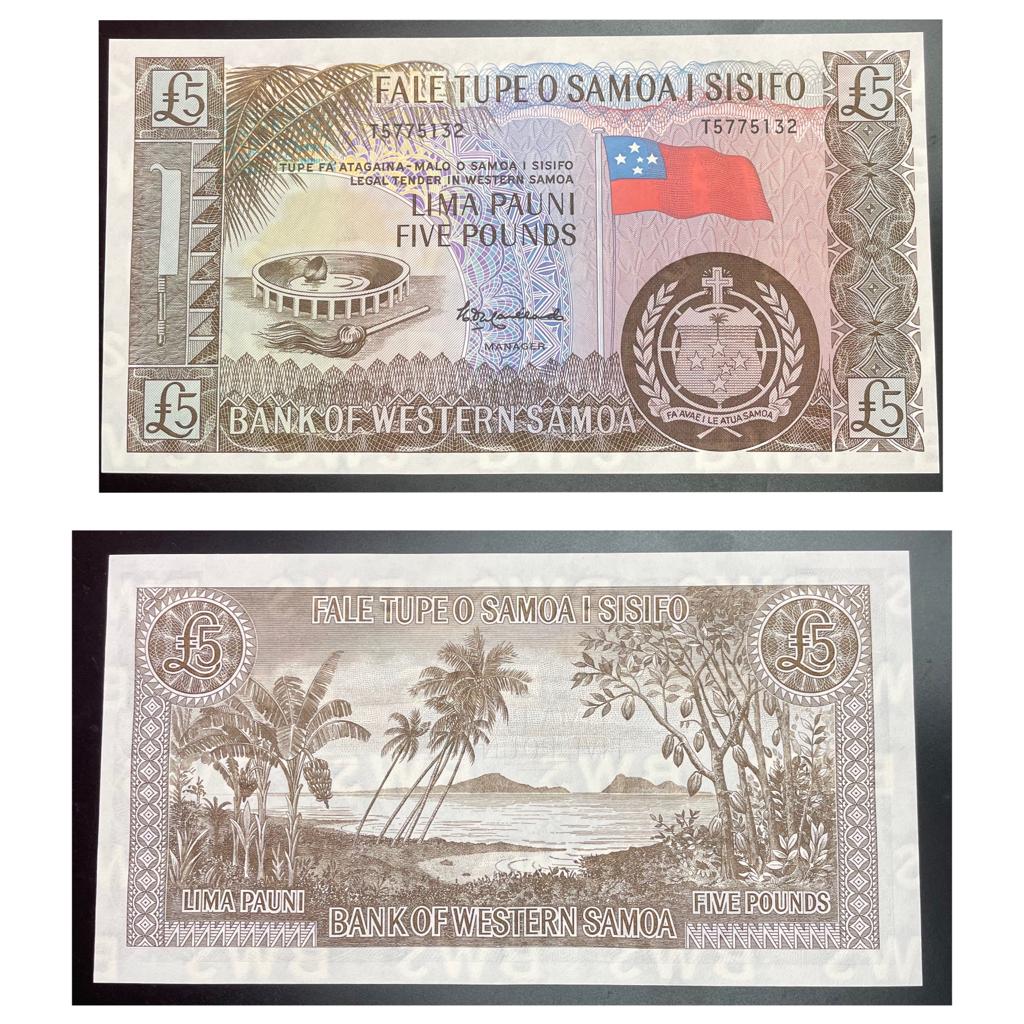 £5
FALE TUPE O SAMOA I SISIFO
£5
T5775132
T5775132
TUPE FA'ATAGAINA-MALO O SAMOA I SISIFO
LEGAL TENDER IN WESTERN SAMOA
LIMA PAUNI
FIVE POUNDS
MANAGER
FA'AVAE I LE ATUA SAMOA
£5
BANK OF WESTERN SAMOA
£5
FALE TUPE O SAMOA I SISIFO
£5
£5
LIMA PAUNI
FIVE POUNDS
BANK OF WESTERN SAMOA
BWS